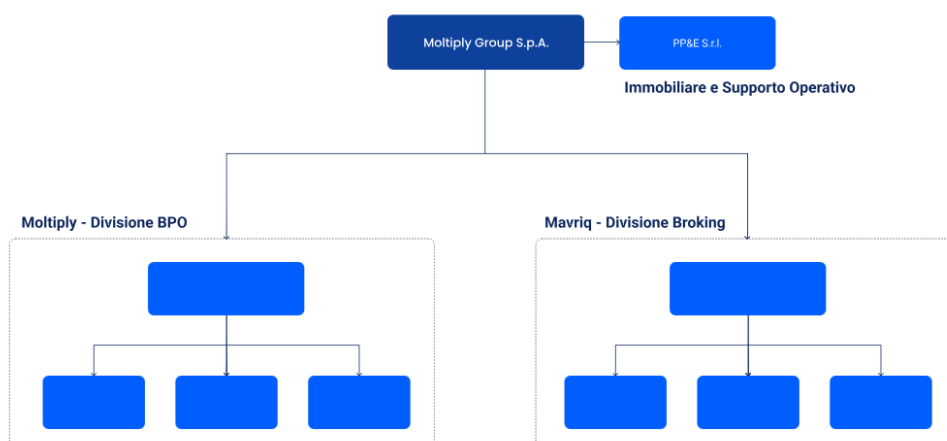 Moltiply Group S.p.A.
PP&E S.r.l.
Immobiliare e Supporto Operativo
Moltiply - Divisione BPO
Mavriq - Divisione Broking